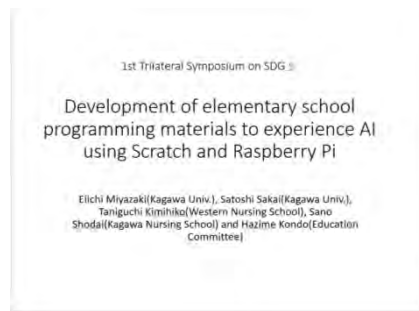 1st Trilateral Symposium on SDGs
Development of elementary school
programming materials to experience AI
using Scratch and Raspberry Pi
Eiichi Miyazaki(Kagawa Univ.), Satoshi Sakai(Kagawa Univ.),
Taniguchi Kimihiko(Western Nursing School), Sano
Shodai(Kagawa Nursing School) and Hazime Kondo(Education
Committee)